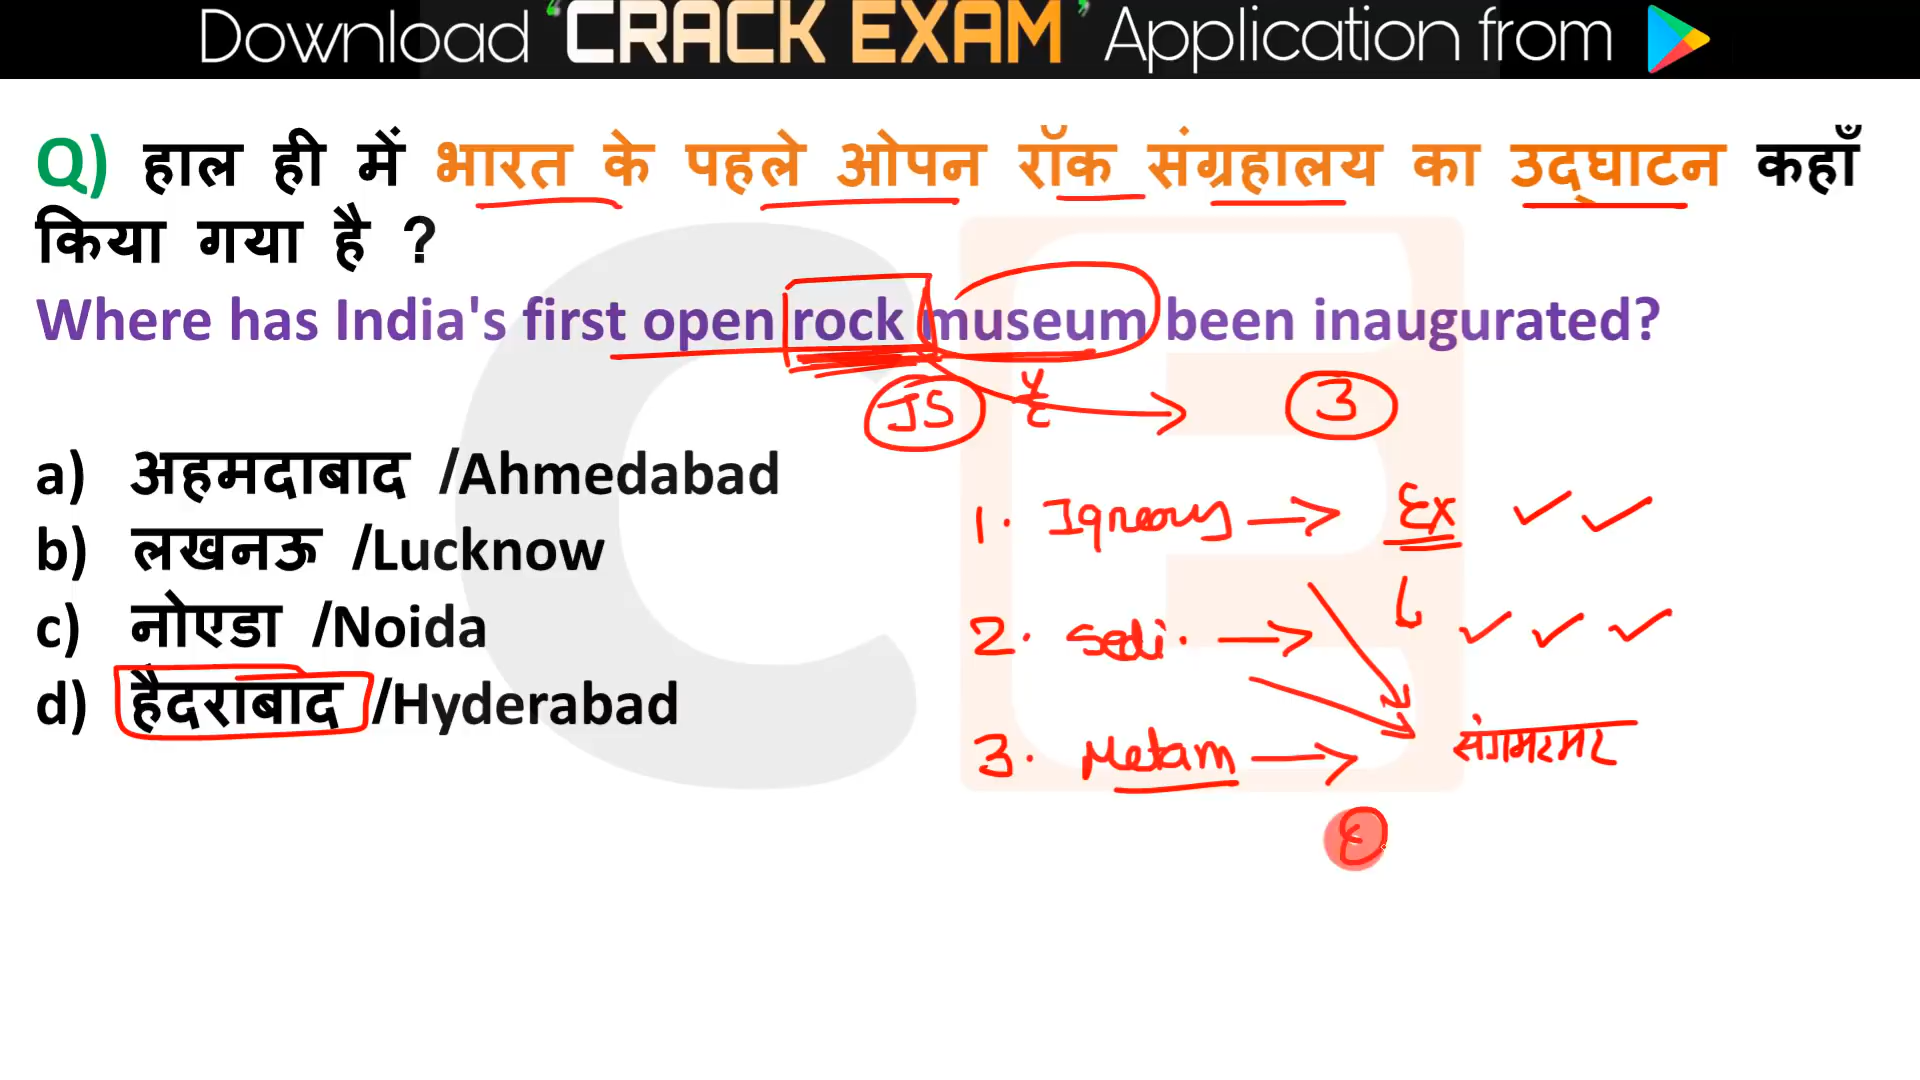 Download 'CRACK EXAM' Application from
Q) हाल ही में भारत के पहले ओपन रॉक संग्रहालय का उद्घाटन कहाँ
किया गया है ?
Where has India's first open rock museum been inaugurated?
JS 3
a) अहमदाबाद /Ahmedabad
b) लखनऊ /Lucknow
c) नोएडा /Noida
d) हैदराबाद /Hyderabad
1. Igneous → Ex
2. Sedi. →
3. Metam → संगमरमर